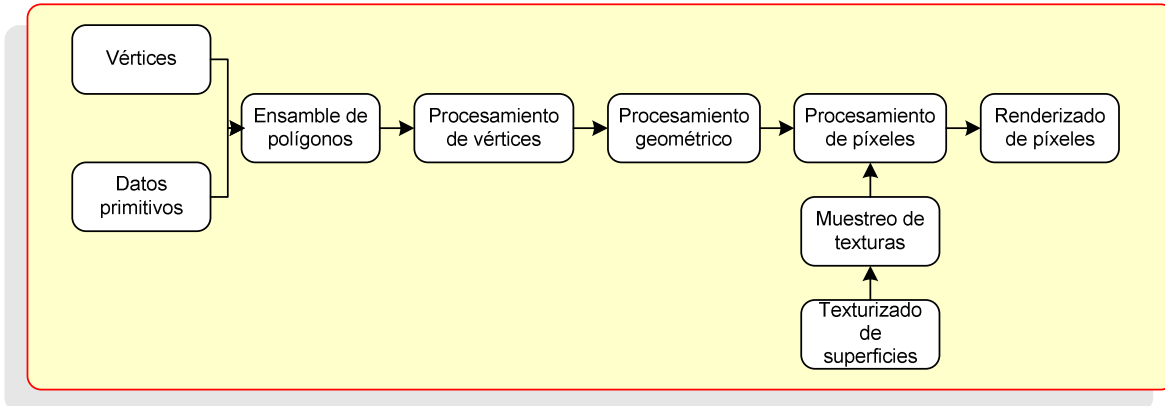 Vértices
Datos
primitivos
Ensamble de
polígonos
Procesamiento
de vértices
Procesamiento
geométrico
Procesamiento
de píxeles
Renderizado
de píxeles
Muestreo de
texturas
Texturizado
de
superficies